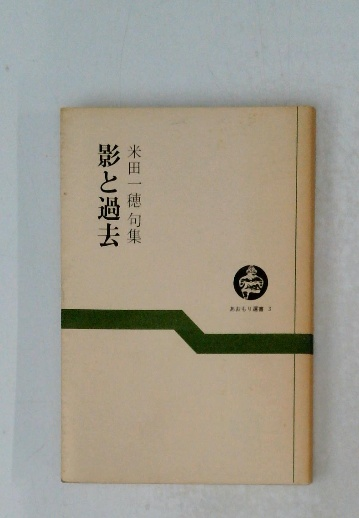 米田一穂句集
影と過去
あおもり選書 3